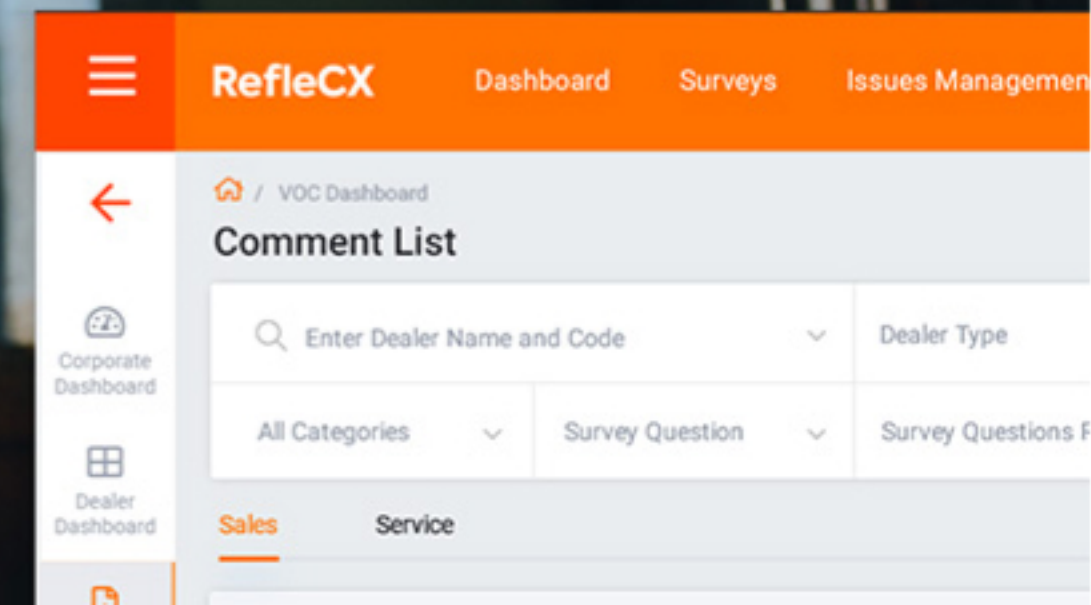 RefleCX Dashboard Surveys Issues Managemen
/ VOC Dashboard
Comment List
Enter Dealer Name and Code Dealer Type
Corporate
Dashboard
All Categories Survey Question Survey Questions F
Dealer
Dashboard
Sales Service